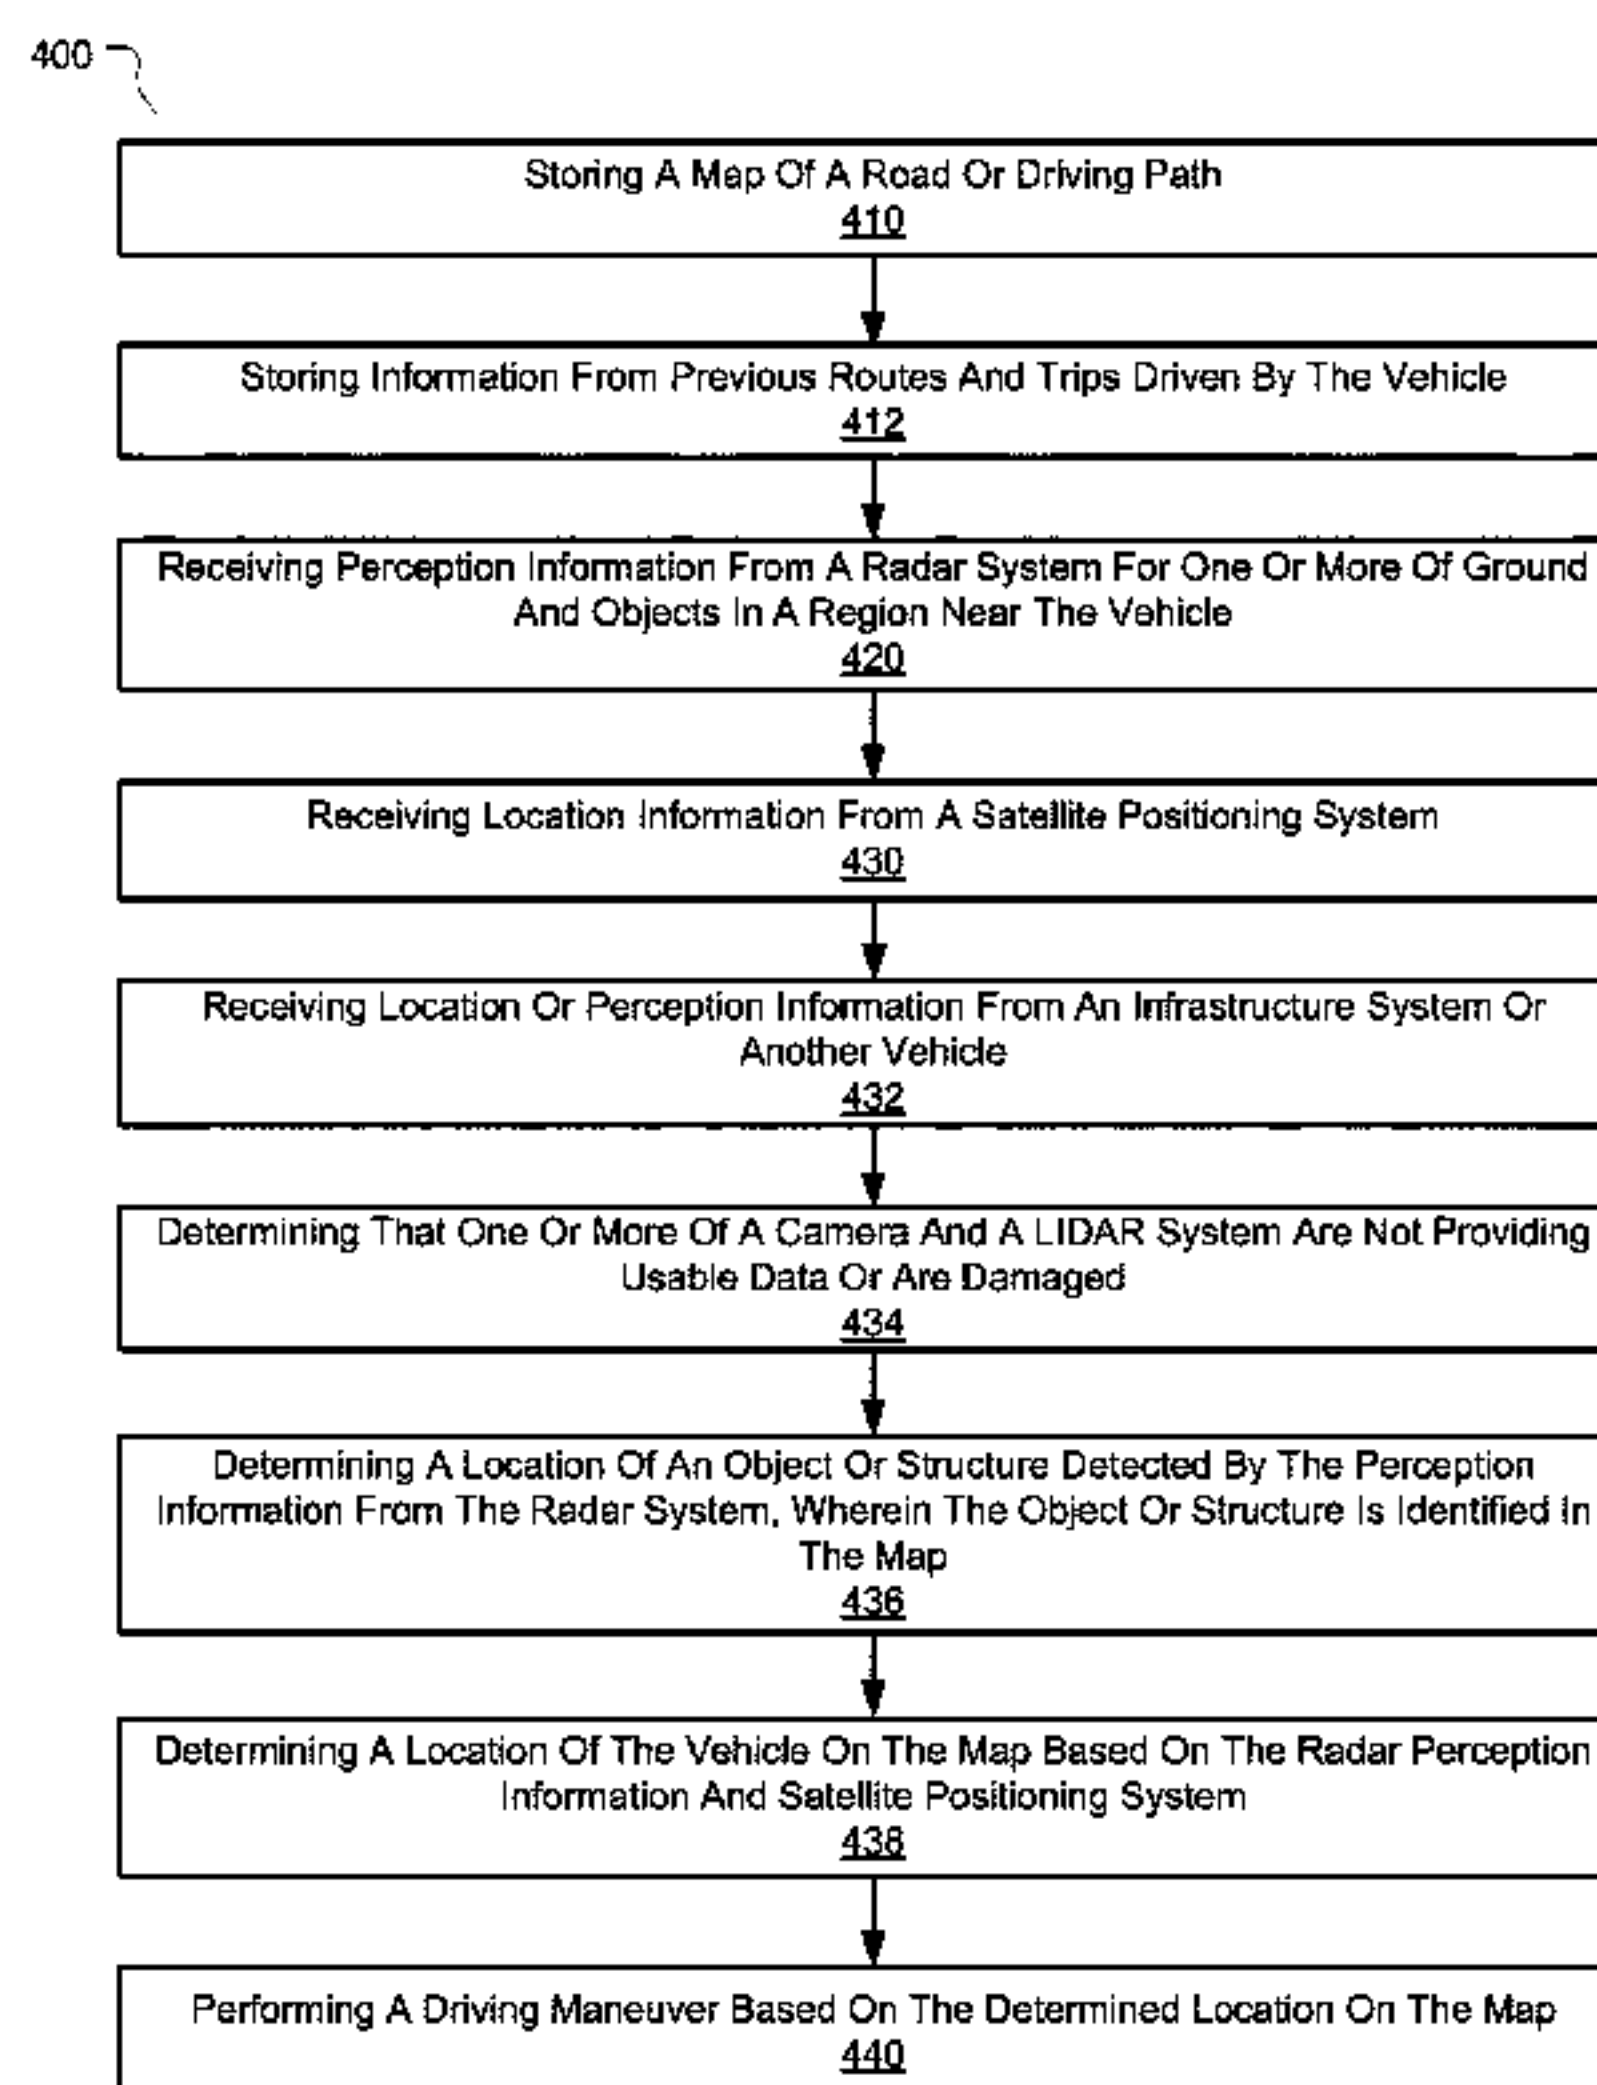 400
Storing A Map Of A Road Or Driving Path
410
Storing Information From Previous Routes And Trips Driven By The Vehicle
412
Receiving Perception Information From A Radar System For One Or More Of Ground
And Objects In A Region Near The Vehicle
420
Receiving Location Information From A Satellite Positioning System
430
Receiving Location Or Perception Information From An Infrastructure System Or
Another Vehicle
432
Determining That One Or More Of A Camera And A LIDAR System Are Not Providing
Usable Data Or Are Damaged
434
Determining A Location Of An Object Or Structure Detected By The Perception
Information From The Radar System, Wherein The Object Or Structure Is Identified In
The Map
436
Determining A Location Of The Vehicle On The Map Based On The Radar Perception
Information And Satellite Positioning System
438
Performing A Driving Maneuver Based On The Determined Location On The Map
440